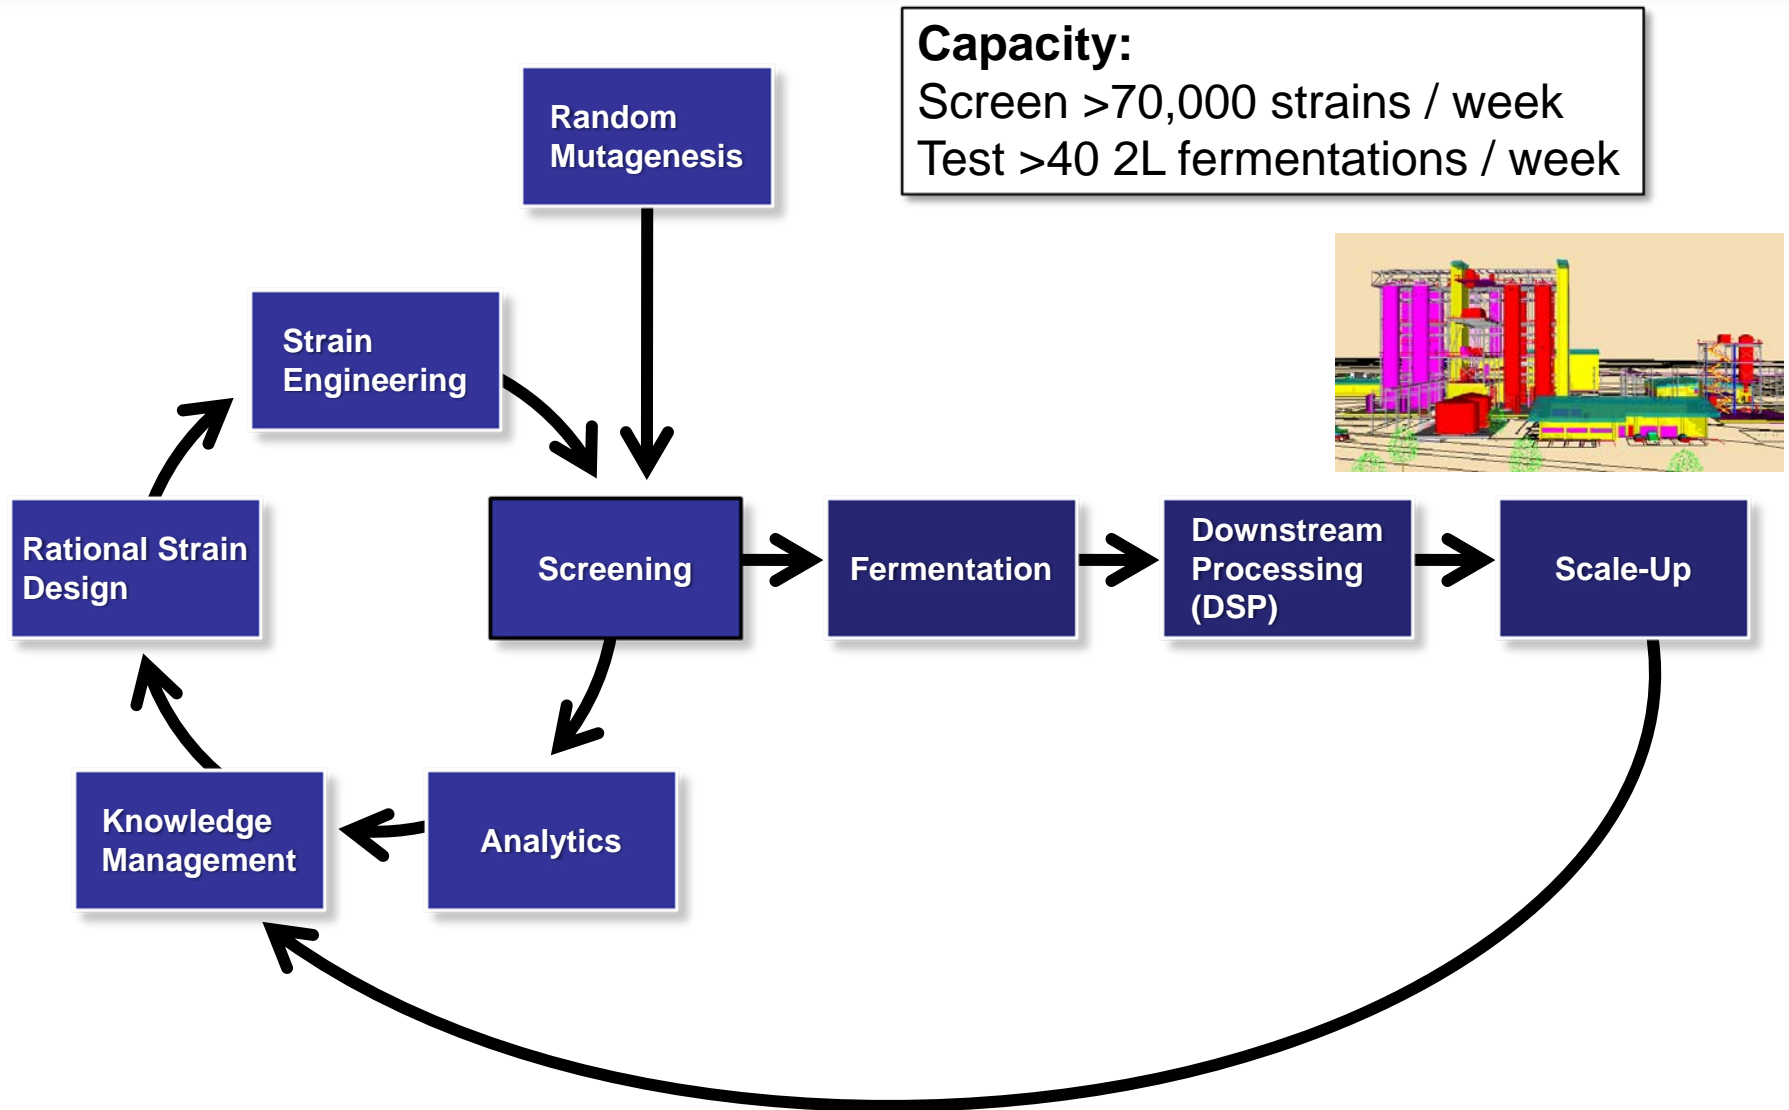 Capacity:
Screen >70,000 strains / week
Test >40 2L fermentations / week
Random
Mutagenesis
Strain
Engineering
Rational Strain
Design
Screening
Fermentation
Downstream
Processing
(DSP)
Scale-Up
Knowledge
Management
Analytics